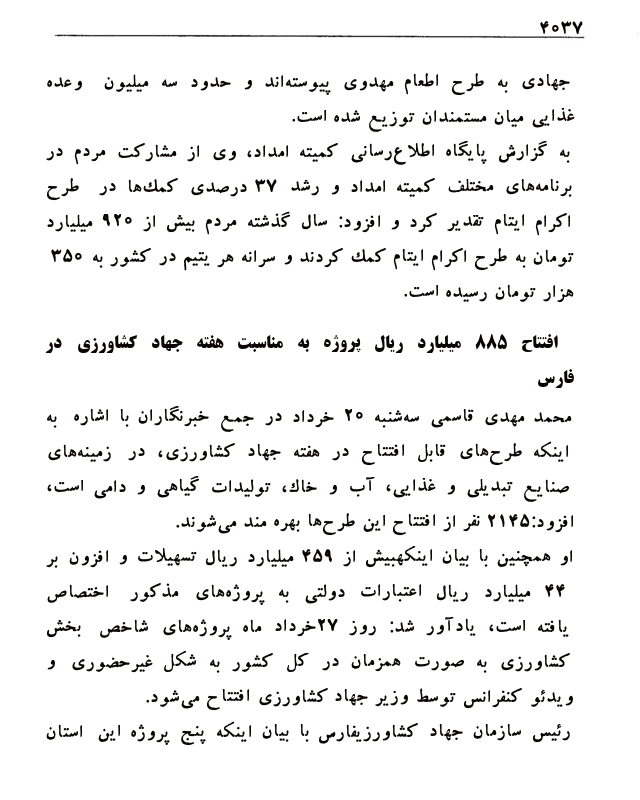 ۴۰۳۷
جهادی به طرح اطعام مهدوی پیوسته‌اند و حدود سه میلیون وعده
غذایی میان مستمندان توزیع شده است.
به گزارش پایگاه اطلاع‌رسانی کمیته امداد، وی از مشارکت مردم در
برنامه‌های مختلف کمیته امداد و رشد ۳۷ درصدی کمك‌ها در طرح
اکرام ایتام تقدیر کرد و افزود: سال گذشته مردم بیش از ۹۲۰ میلیارد
تومان به طرح اکرام ایتام کمك کردند و سرانه هر یتیم در کشور به ۳۵۰
هزار تومان رسیده است.
افتتاح ۸۸۵ میلیارد ریال پروژه به مناسبت هفته جهاد کشاورزی در
فارس
محمد مهدی قاسمی سه‌شنبه ۲۰ خرداد در جمع خبرنگاران با اشاره به
اینکه طرح‌های قابل افتتاح در هفته جهاد کشاورزی، در زمینه‌های
صنایع تبدیلی و غذایی، آب و خاك، تولیدات گیاهی و دامی است،
افزود:۲۱۴۵ نفر از افتتاح این طرح‌ها بهره مند می‌شوند.
او همچنین با بیان اینکهبیش از ۴۵۹ میلیارد ریال تسهیلات و افزون بر
۴۴ میلیارد ریال اعتبارات دولتی به پروژه‌های مذکور اختصاص
یافته است، یادآور شد: روز ۲۷خرداد ماه پروژه‌های شاخص بخش
کشاورزی به صورت همزمان در کل کشور به شکل غیرحضوری و
ویدئو کنفرانس توسط وزیر جهاد کشاورزی افتتاح می‌شود.
رئیس سازمان جهاد کشاورزیفارس با بیان اینکه پنج پروژه این استان